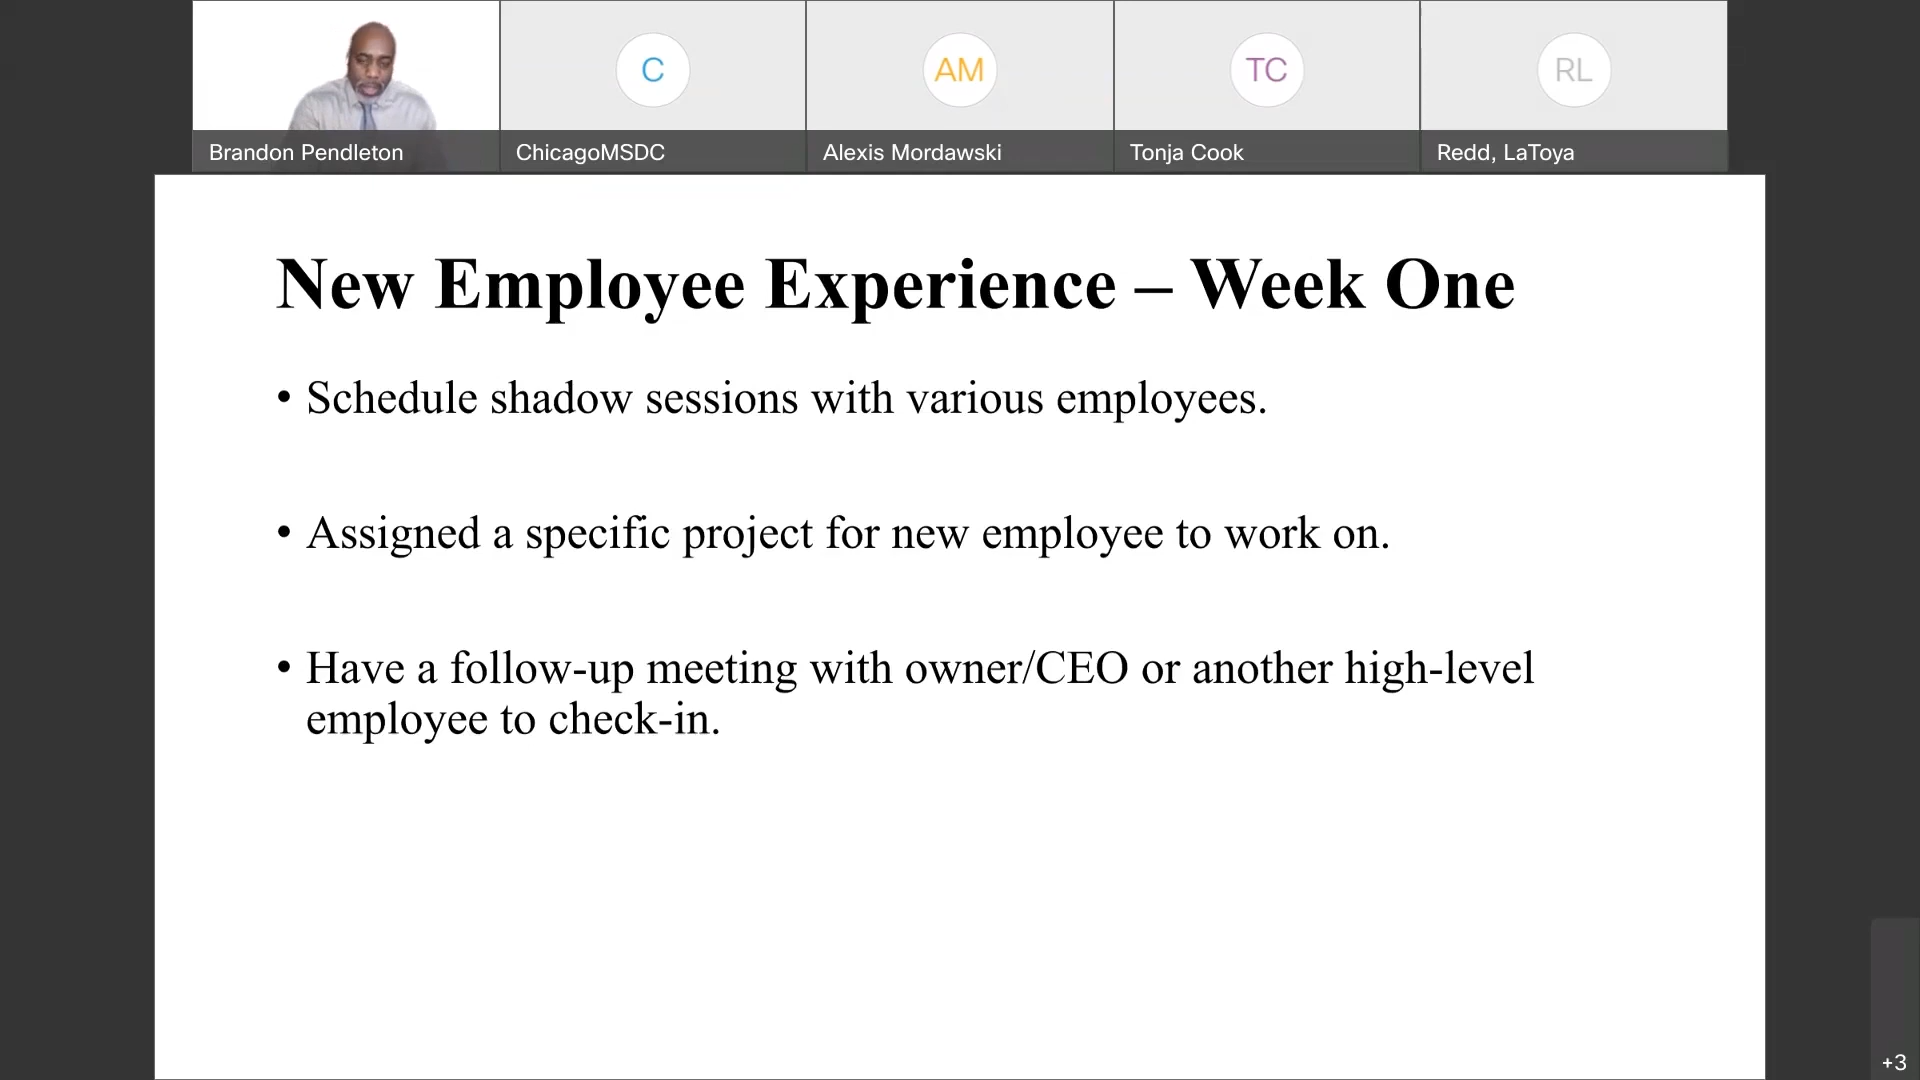 C
AM
TC
RL
Brandon Pendleton
ChicagoMSDC
Alexis Mordawski
Tonja Cook
Redd, LaToya
New Employee Experience – Week One
• Schedule shadow sessions with various employees.
• Assigned a specific project for new employee to work on.
• Have a follow-up meeting with owner/CEO or another high-level
employee to check-in.
+3